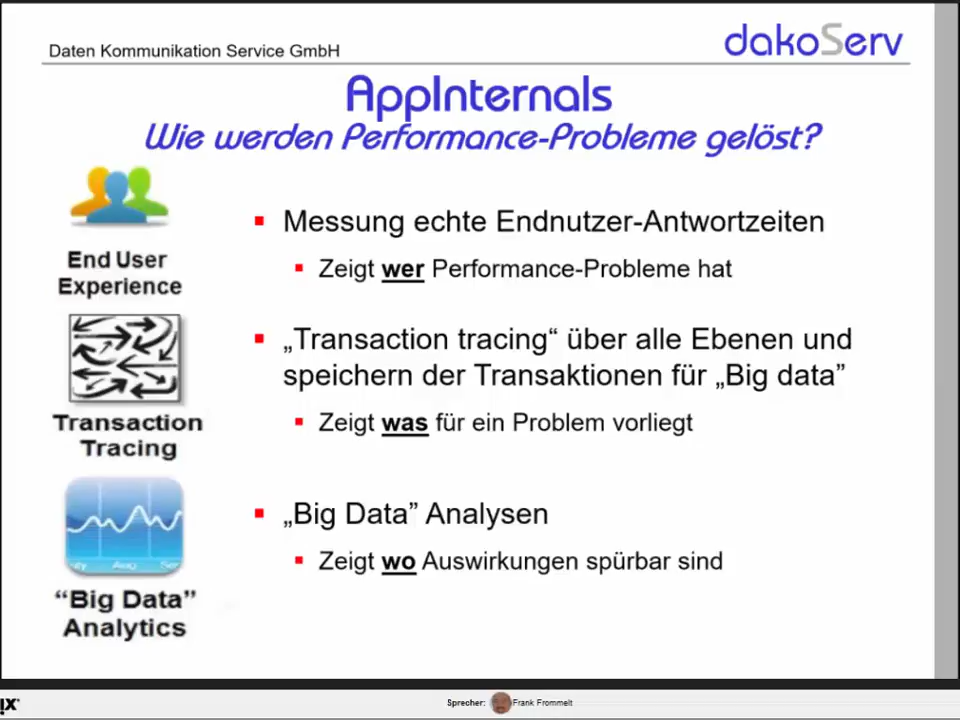 Daten Kommunikation Service GmbH
dakoServ
AppInternals
Wie werden Performance-Probleme gelöst?
End User
Experience
▪ Messung echte Endnutzer-Antwortzeiten
▪ Zeigt wer Performance-Probleme hat
Transaction
Tracing
▪ „Transaction tracing“ über alle Ebenen und
speichern der Transaktionen für „Big data”
▪ Zeigt was für ein Problem vorliegt
Aug
“Big Data”
Analytics
▪ „Big Data” Analysen
▪ Zeigt wo Auswirkungen spürbar sind
Sprecher: Frank Frommelt